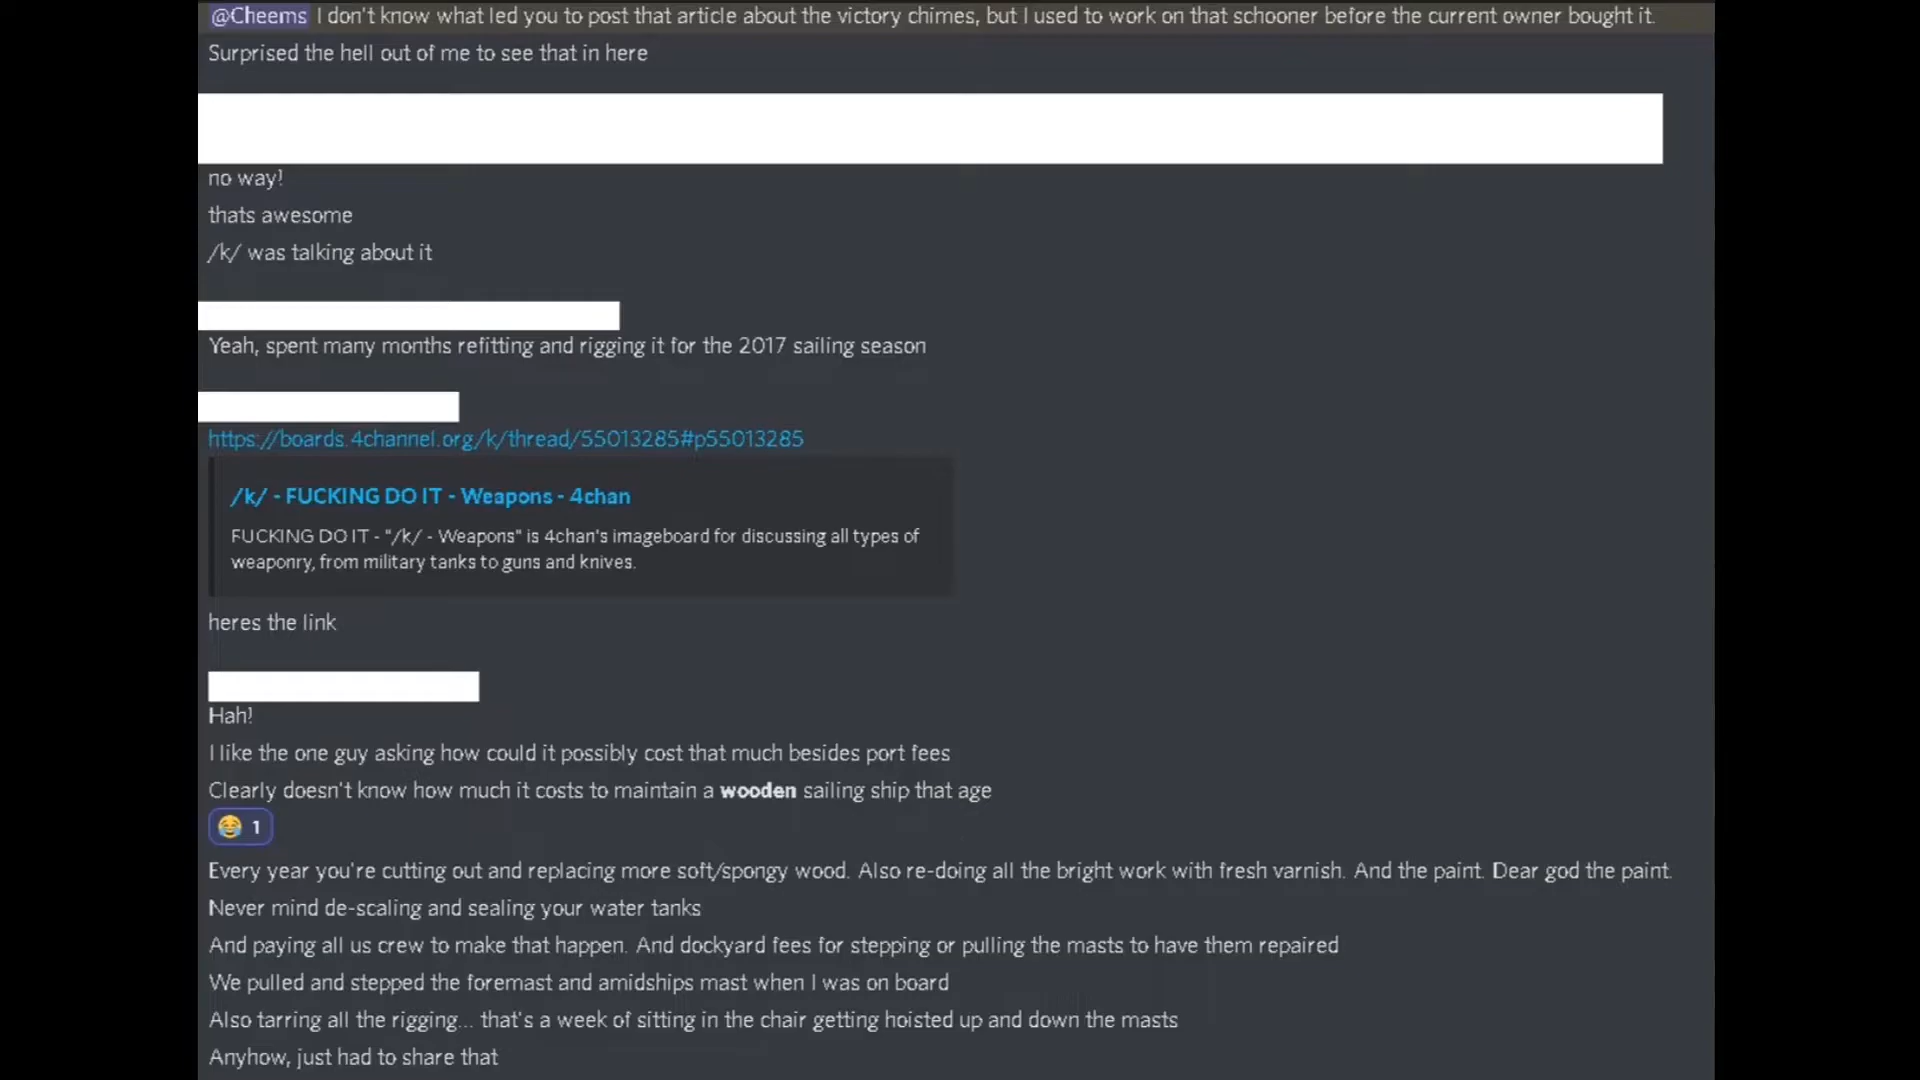 @Cheems I don't know what led you to post that article about the victory chimes, but I used to work on that schooner before the current owner bought it.
Surprised the hell out of me to see that in here
no way!
thats awesome
/k/ was talking about it
Yeah, spent many months refitting and rigging it for the 2017 sailing season
https://boards.4channel.org/k/thread/55013285#p55013285
/k/ - FUCKING DO IT - Weapons - 4chan
FUCKING DO IT - "/k/ - Weapons" is 4chan's imageboard for discussing all types of
weaponry, from military tanks to guns and knives.
heres the link
Hah!
I like the one guy asking how could it possibly cost that much besides port fees
Clearly doesn't know how much it costs to maintain a wooden sailing ship that age
1
Every year you're cutting out and replacing more soft/spongy wood. Also re-doing all the bright work with fresh varnish. And the paint. Dear god the paint.
Never mind de-scaling and sealing your water tanks
And paying all us crew to make that happen. And dockyard fees for stepping or pulling the masts to have them repaired
We pulled and stepped the foremast and amidships mast when I was on board
Also tarring all the rigging... that's a week of sitting in the chair getting hoisted up and down the masts
Anyhow, just had to share that